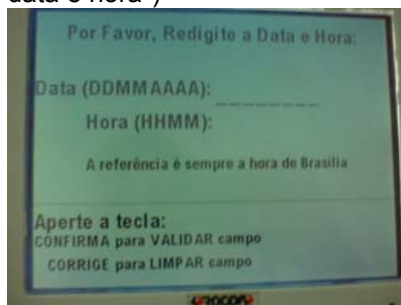 data e hora")
Por Favor, Redigite a Data e Hora:
Data (DDMMAAAA): _ _ _ _ _ _ _ _
Hora (HHMM):
A referência é sempre a hora de Brasília
Aperte a tecla:
CONFIRMA para VALIDAR campo
CORRIGE para LIMPAR campo
PROCOMP